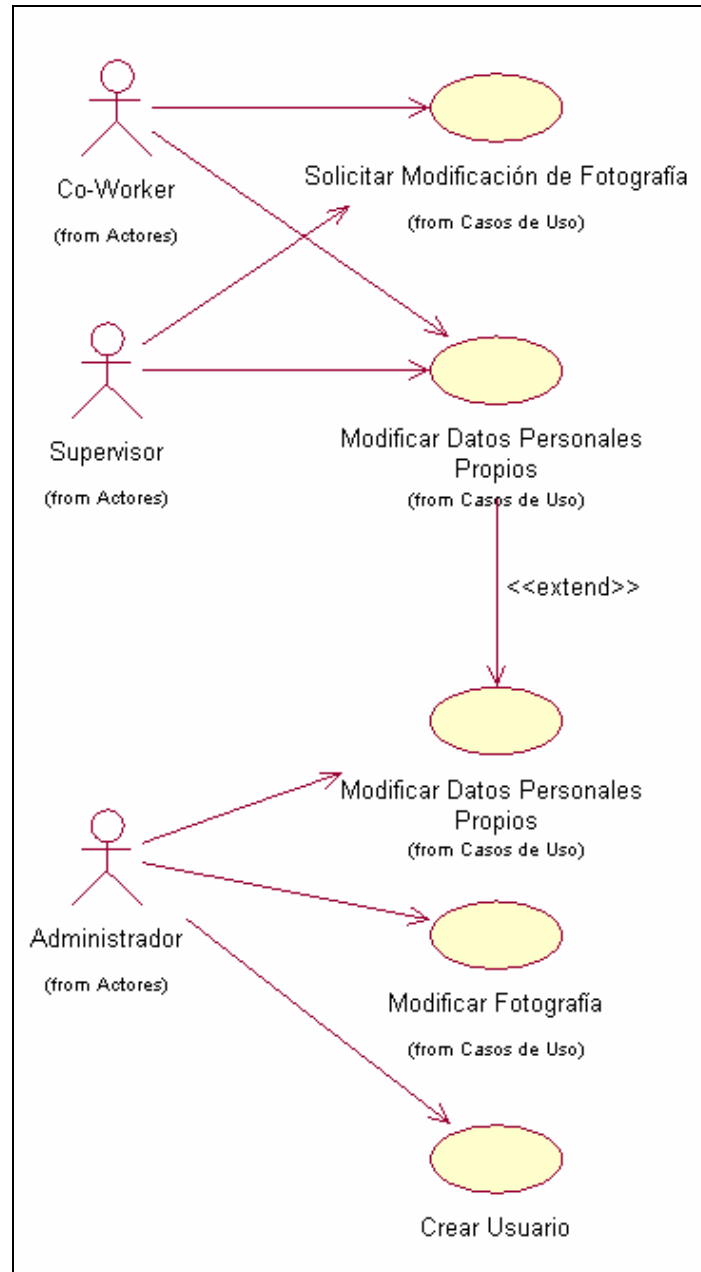 Co-Worker
(from Actores)
Solicitar Modificación de Fotografía
(from Casos de Uso)
Supervisor
(from Actores)
Modificar Datos Personales
Propios
(from Casos de Uso)
<<extend>>
Modificar Datos Personales
Propios
(from Casos de Uso)
Administrador
(from Actores)
Modificar Fotografía
(from Casos de Uso)
Crear Usuario